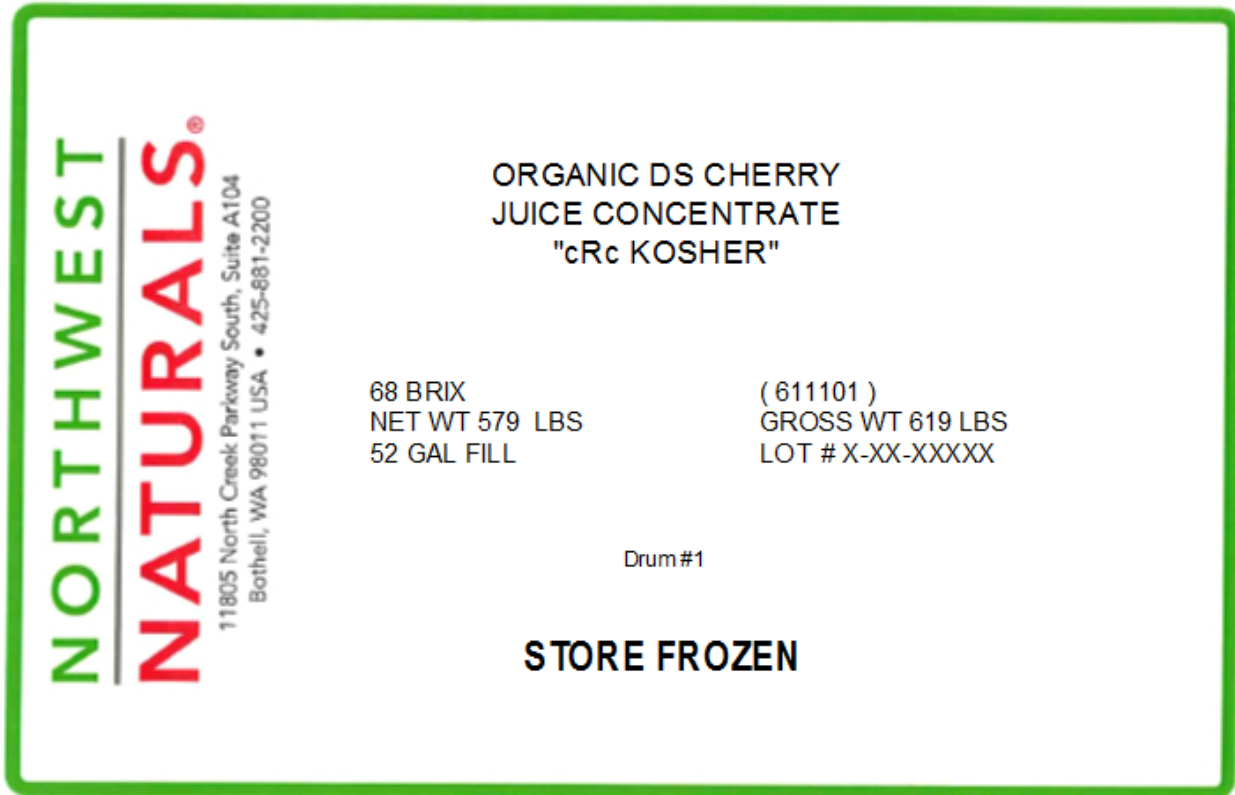 NORTHWEST
NATURALS®
11805 North Creek Parkway South, Suite A104
Bothell, WA 98011 USA • 425-881-2200
ORGANIC DS CHERRY
JUICE CONCENTRATE
"cRc KOSHER"
68 BRIX
NET WT 579 LBS
52 GAL FILL
( 611101 )
GROSS WT 619 LBS
LOT # X-XX-XXXXX
Drum #1
STORE FROZEN